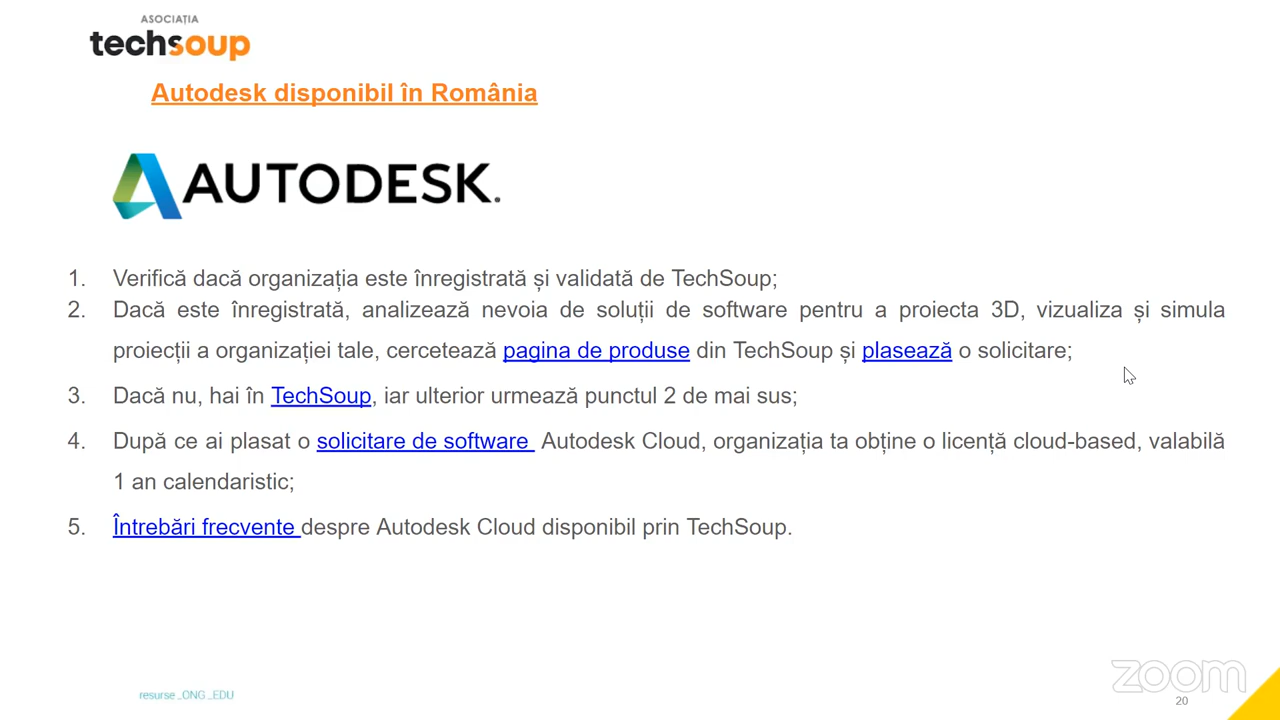 ASOCIAȚIA
techsoup
Autodesk disponibil în România
AUTODESK.
1. Verifică dacă organizația este înregistrată și validată de TechSoup;
2. Dacă este înregistrată, analizează nevoia de soluții de software pentru a proiecta 3D, vizualiza și simula
proiecții a organizației tale, cercetează pagina de produse din TechSoup și plasează o solicitare;
3. Dacă nu, hai în TechSoup, iar ulterior urmează punctul 2 de mai sus;
4. După ce ai plasat o solicitare de software Autodesk Cloud, organizația ta obține o licență cloud-based, valabilă
1 an calendaristic;
5. Întrebări frecvente despre Autodesk Cloud disponibil prin TechSoup.
resurse_ONG_EDU
zoom
20